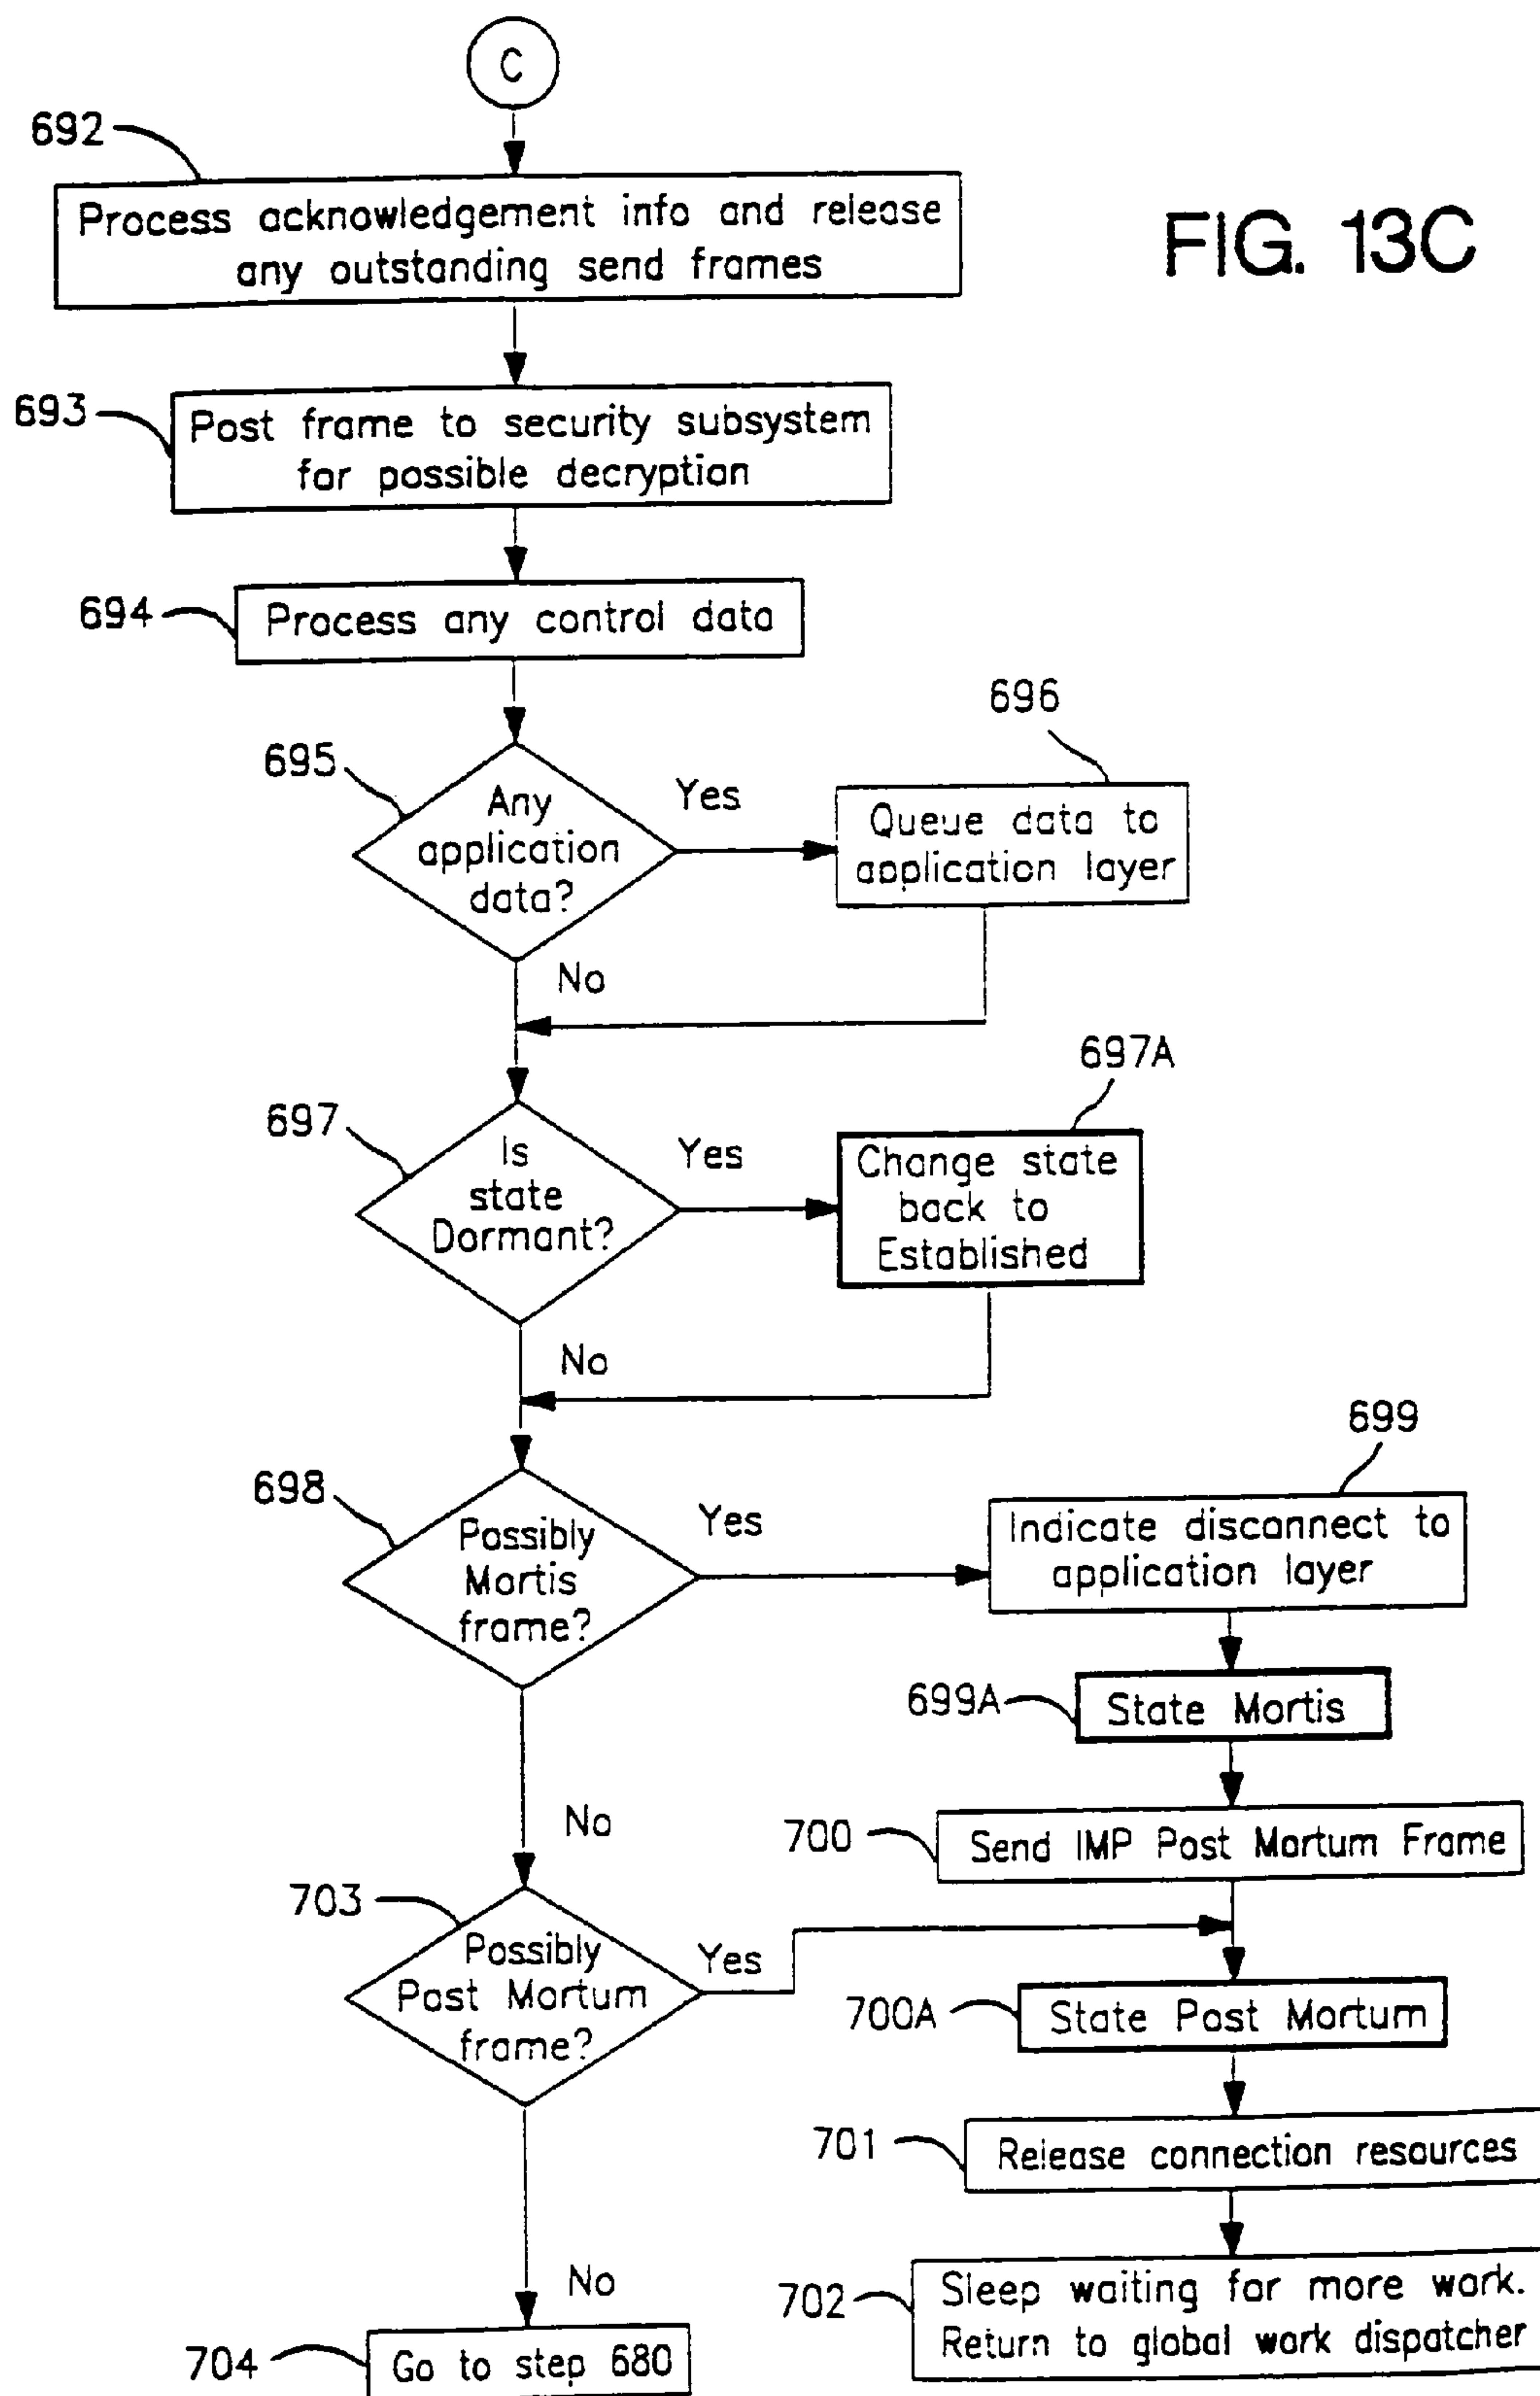 C
692
Process acknowledgement info and release
any outstanding send frames
FIG. 13C
693
Post frame to security subsystem
for possible decryption
694
Process any control data
695
Any
application
data?
Yes
696
Queue data to
application layer
No
697
Is
state
Dormant?
Yes
697A
Change state
back to
Established
No
698
Possibly
Mortis
frame?
Yes
699
Indicate disconnect to
application layer
699A
State Mortis
No
700
Send IMP Post Mortum Frame
703
Possibly
Post Mortum
frame?
Yes
700A
State Post Mortum
701
Release connection resources
No
702
Sleep waiting for more work.
Return to global work dispatcher
704
Go to step 680